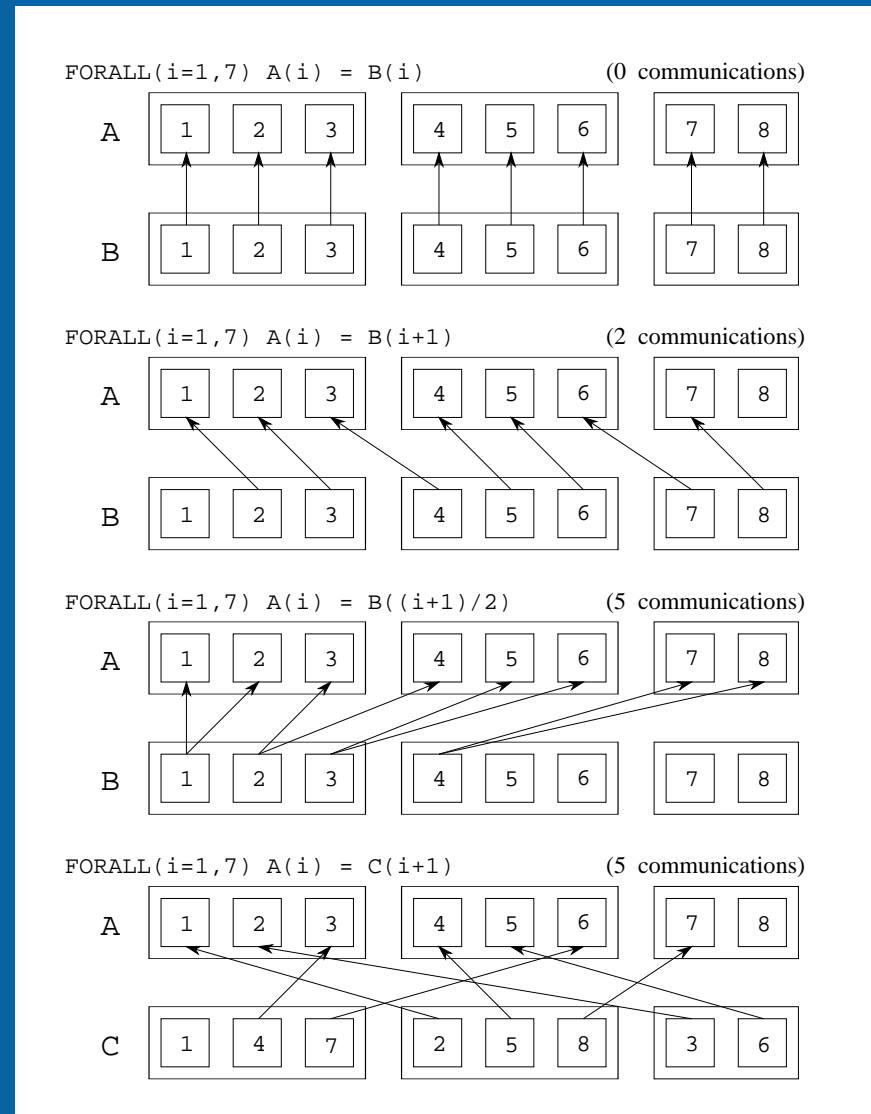 FORALL(i=1,7) A(i) = B(i) (0 communications)
A 1 2 3 4 5 6 7 8
B 1 2 3 4 5 6 7 8
FORALL(i=1,7) A(i) = B(i+1) (2 communications)
A 1 2 3 4 5 6 7 8
B 1 2 3 4 5 6 7 8
FORALL(i=1,7) A(i) = B((i+1)/2) (5 communications)
A 1 2 3 4 5 6 7 8
B 1 2 3 4 5 6 7 8
FORALL(i=1,7) A(i) = C(i+1) (5 communications)
A 1 2 3 4 5 6 7 8
C 1 4 7 2 5 8 3 6